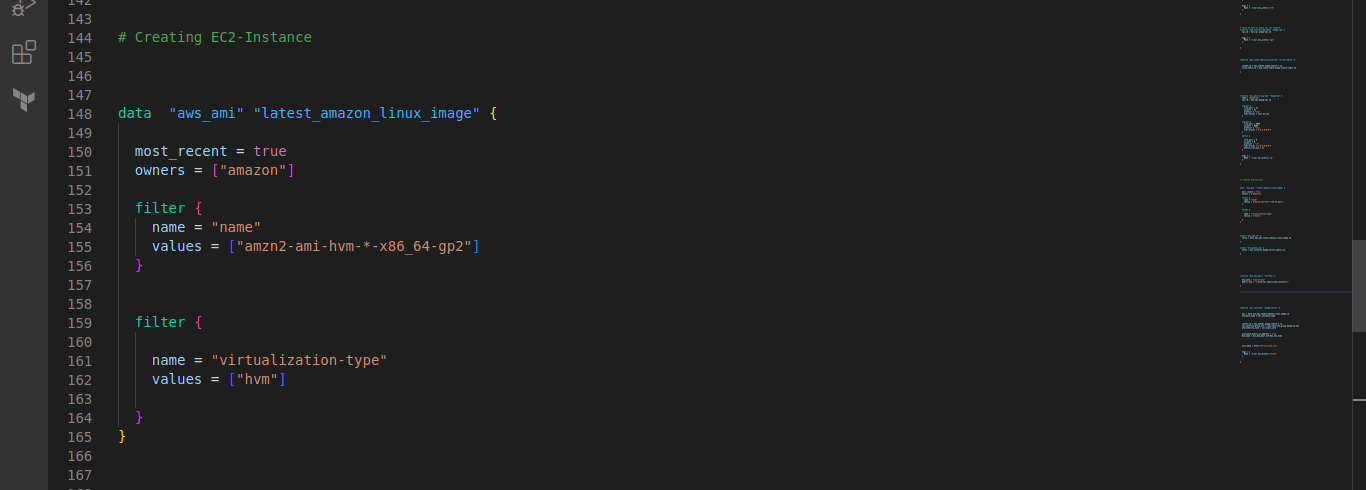 142
143
144 # Creating EC2-Instance
145
146
147
148 data  "aws_ami" "latest_amazon_linux_image" {
149
150   most_recent = true
151   owners = ["amazon"]
152
153   filter {
154     name = "name"
155     values = ["amzn2-ami-hvm-*-x86_64-gp2"]
156   }
157
158
159   filter {
160
161     name = "virtualization-type"
162     values = ["hvm"]
163
164   }
165 }
166
167